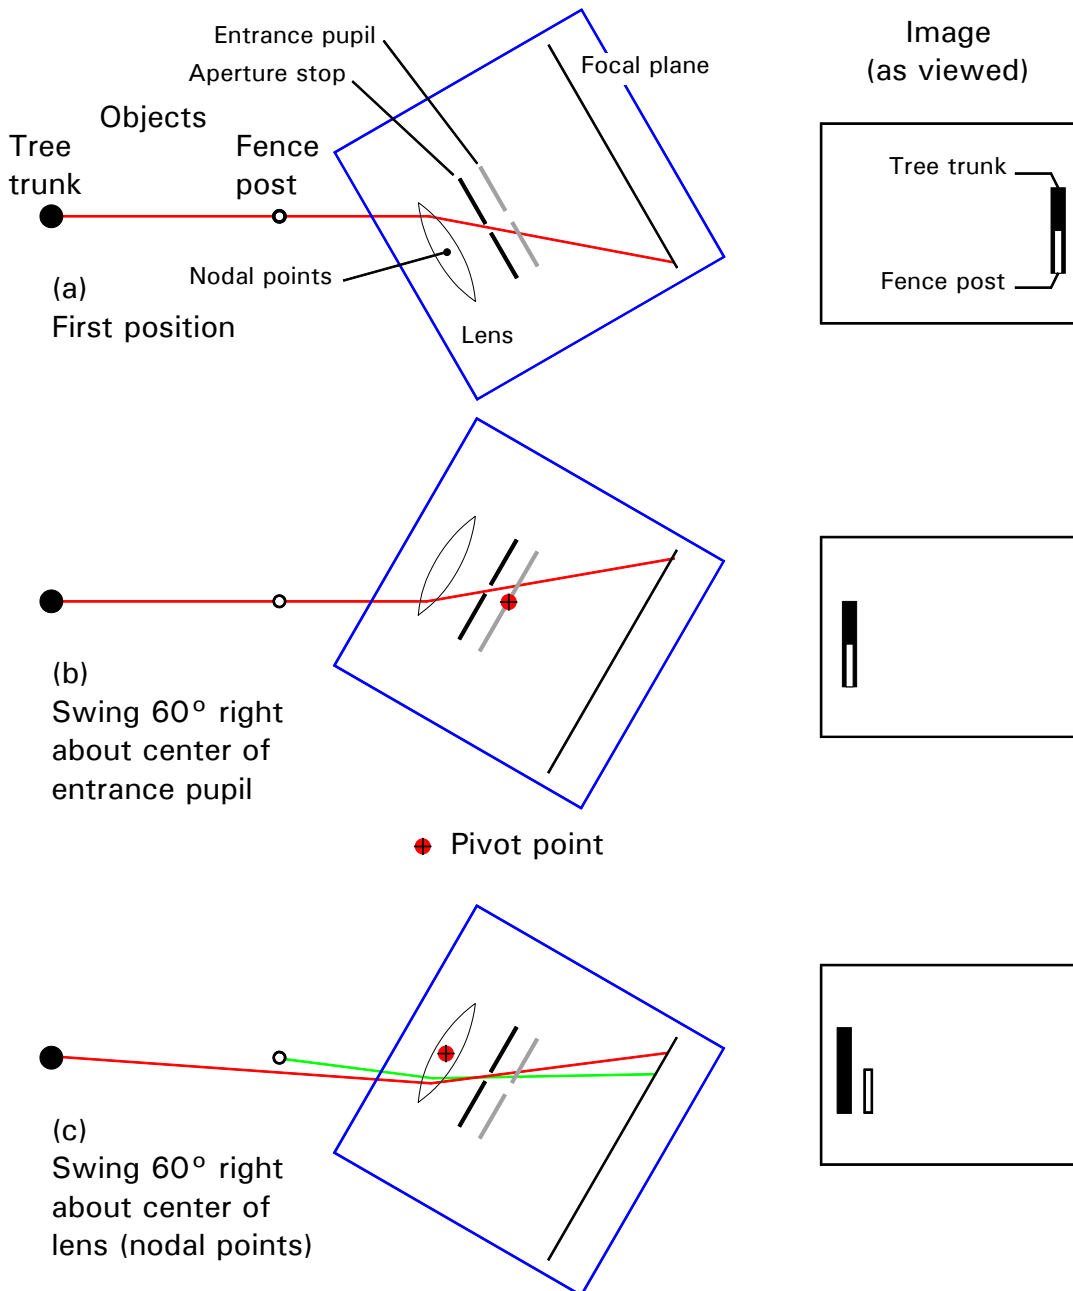 Entrance pupil
Aperture stop
Focal plane
Image
(as viewed)
Objects
Tree
trunk
Fence
post
Nodal points
(a)
First position
Lens
Tree trunk
Fence post
(b)
Swing 60º right
about center of
entrance pupil
Pivot point
(c)
Swing 60º right
about center of
lens (nodal points)